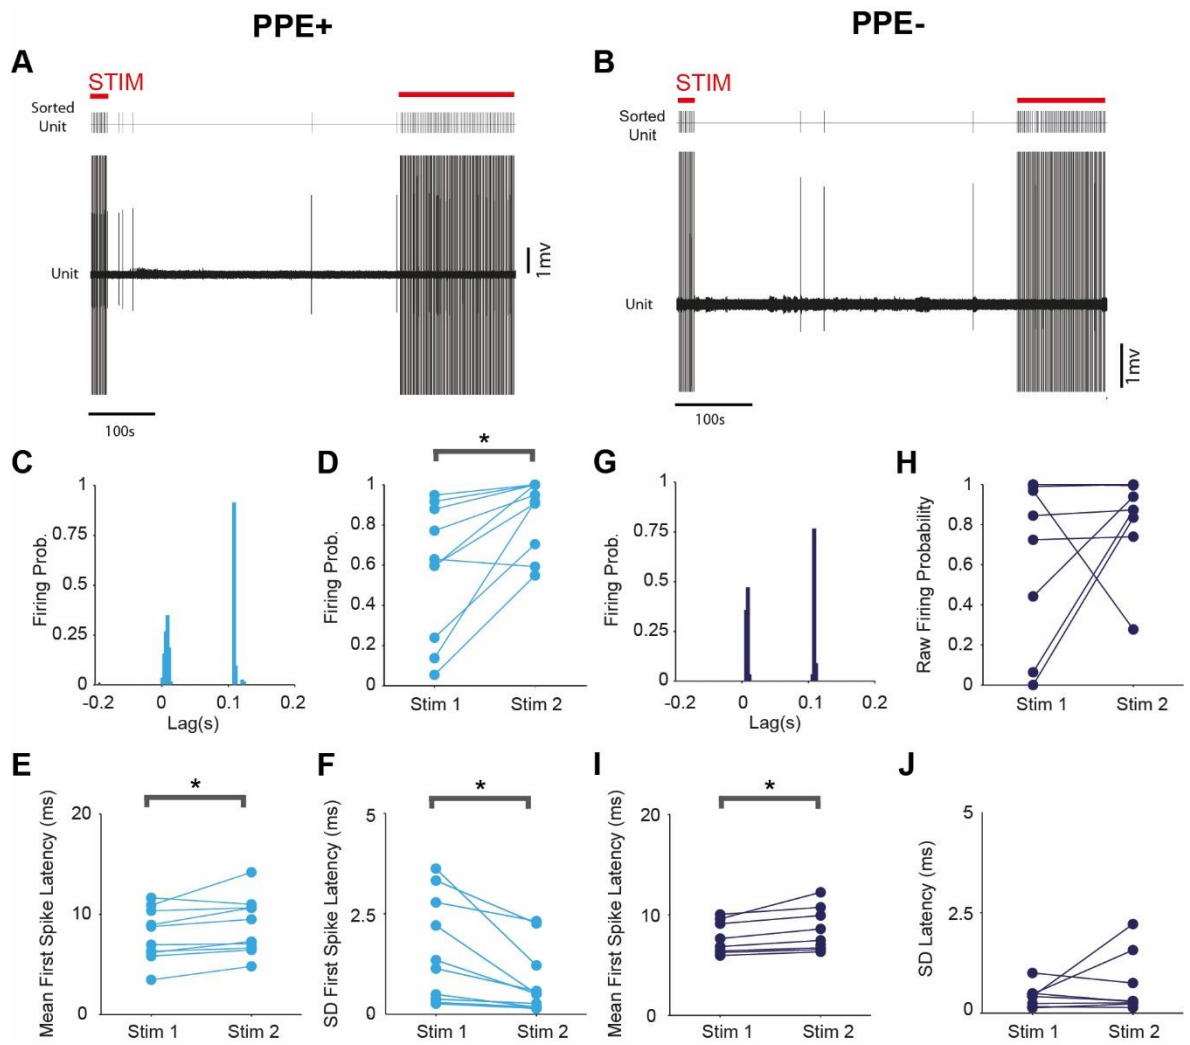 PPE+
PPE-
A
STIM
Sorted
Unit
Unit
1mv
100s
B
STIM
Sorted
Unit
Unit
1mv
100s
C
Firing Prob.
1
0.75
0.5
0.25
0
-0.2
0
0.1
0.2
Lag(s)
D
*
Firing Prob.
1
0.8
0.6
0.4
0.2
0
Stim 1
Stim 2
G
Firing Prob.
1
0.75
0.5
0.25
0
-0.2
0
0.1
0.2
Lag(s)
H
Raw Firing Probability
1
0.8
0.6
0.4
0.2
0
Stim 1
Stim 2
E
*
Mean First Spike Latency (ms)
20
10
0
Stim 1
Stim 2
F
*
SD First Spike Latency (ms)
5
2.5
0
Stim 1
Stim 2
I
*
Mean First Spike Latency (ms)
20
10
0
Stim 1
Stim 2
J
SD Latency (ms)
5
2.5
0
Stim 1
Stim 2